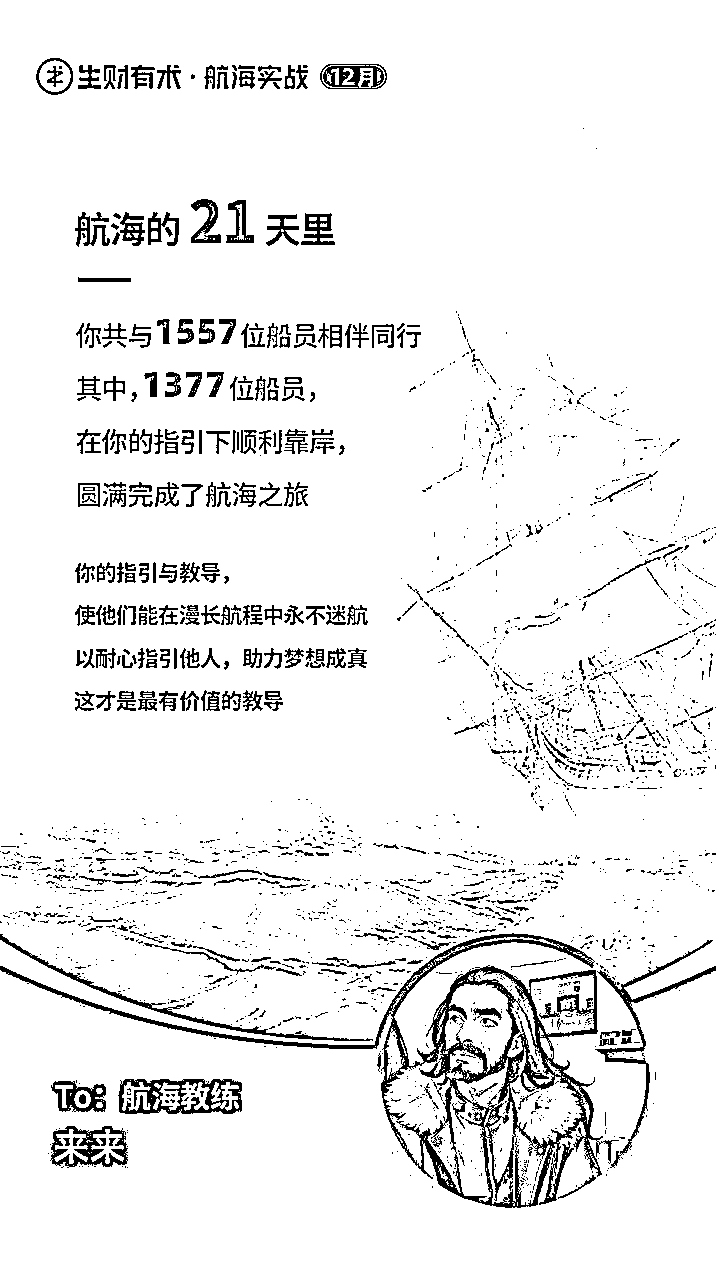 生财有术·航海实战 12月
航海的 21 天里
你共与1557位船员相伴同行
其中，1377位船员，
在你的指引下顺利靠岸，
圆满完成了航海之旅
你的指引与教导，
使他们能在漫长航程中永不迷航
以耐心指引他人，助力梦想成真
这才是最有价值的教导
To：航海教练
来来